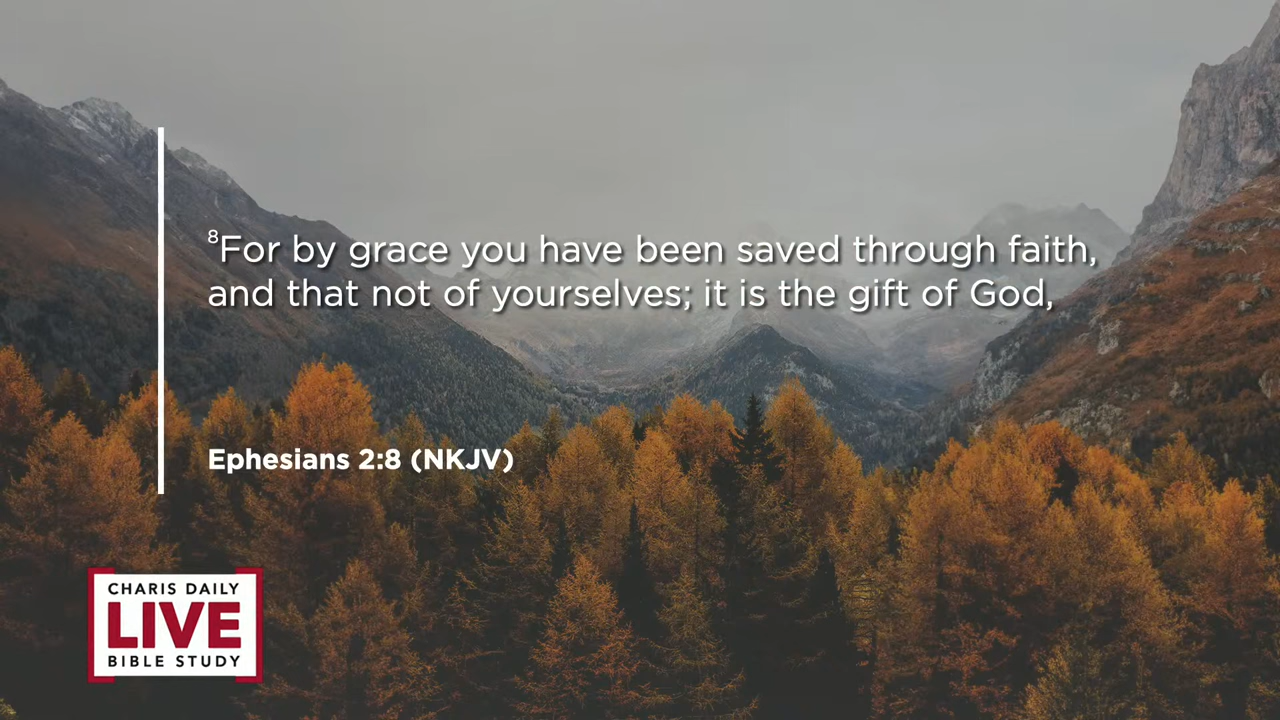 ⁸For by grace you have been saved through faith,
and that not of yourselves; it is the gift of God,
Ephesians 2:8 (NKJV)
CHARIS DAILY
LIVE
BIBLE STUDY